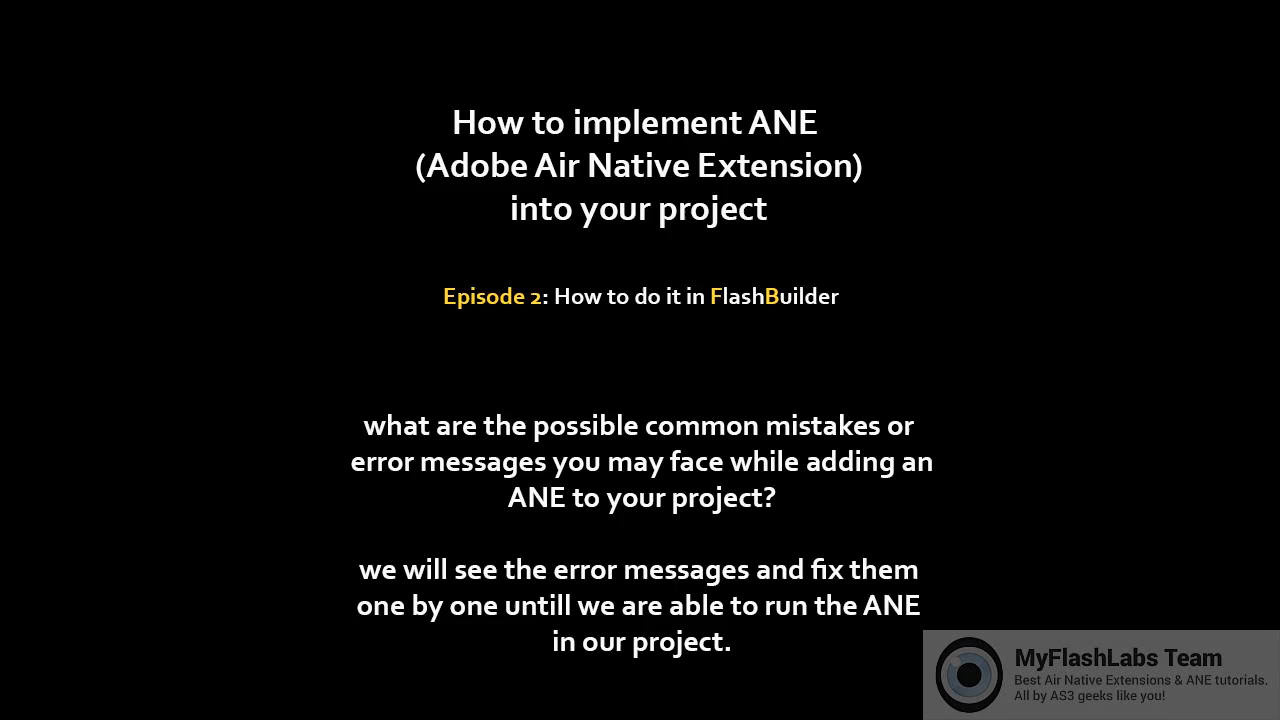 How to implement ANE
(Adobe Air Native Extension)
into your project
Episode 2: How to do it in FlashBuilder
what are the possible common mistakes or
error messages you may face while adding an
ANE to your project?
we will see the error messages and fix them
one by one untill we are able to run the ANE
in our project.
MyFlashLabs Team
Best Air Native Extensions & ANE tutorials.
All by AS3 geeks like you!